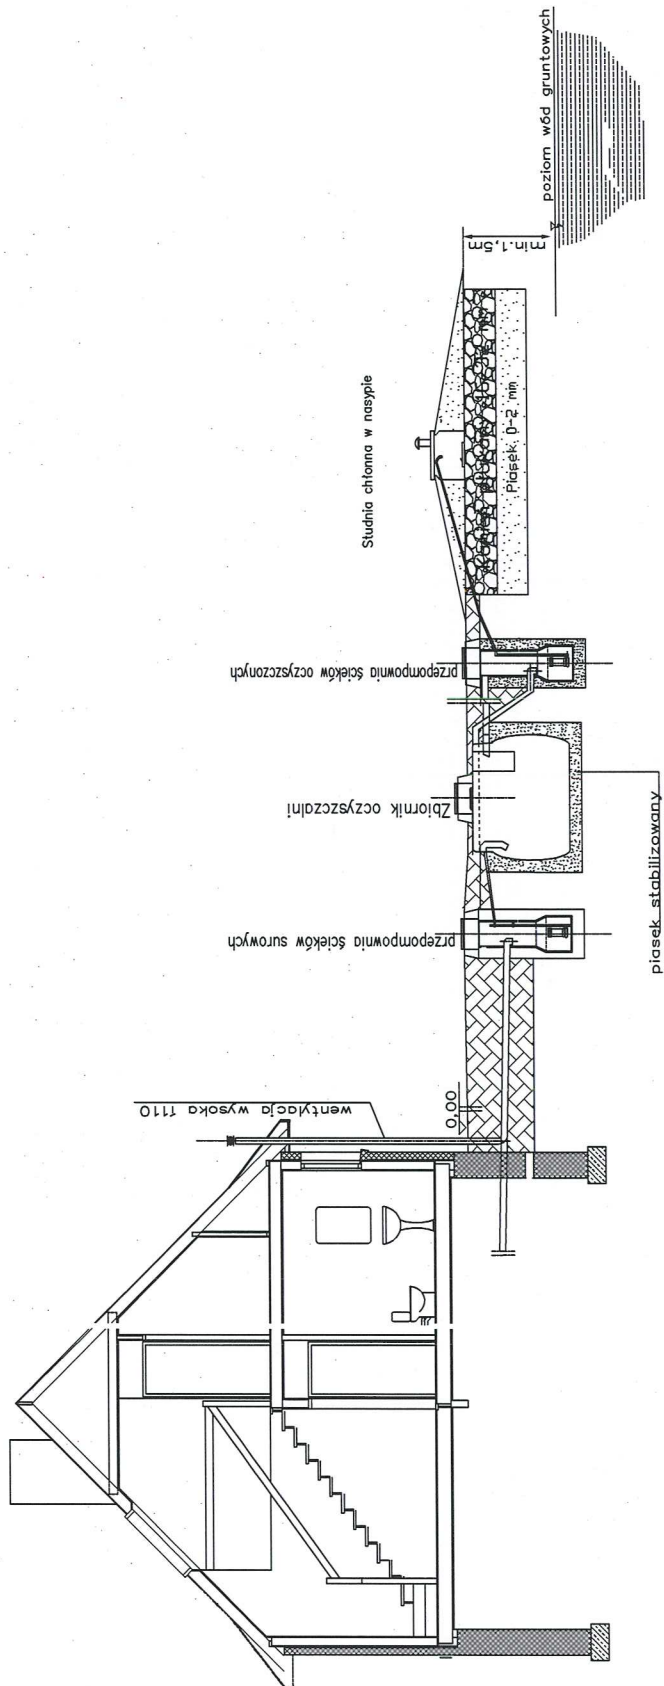 wentylacja wysoka f110
0,00
przepompownia ścieków surowych
Zbiornik oczyszczalni
piasek stabilizowany
przepompownia ścieków oczyszczonych
Studnia chłonna w nasypie
Piasek 0-2 mm
min.1,5m
poziom wód gruntowych